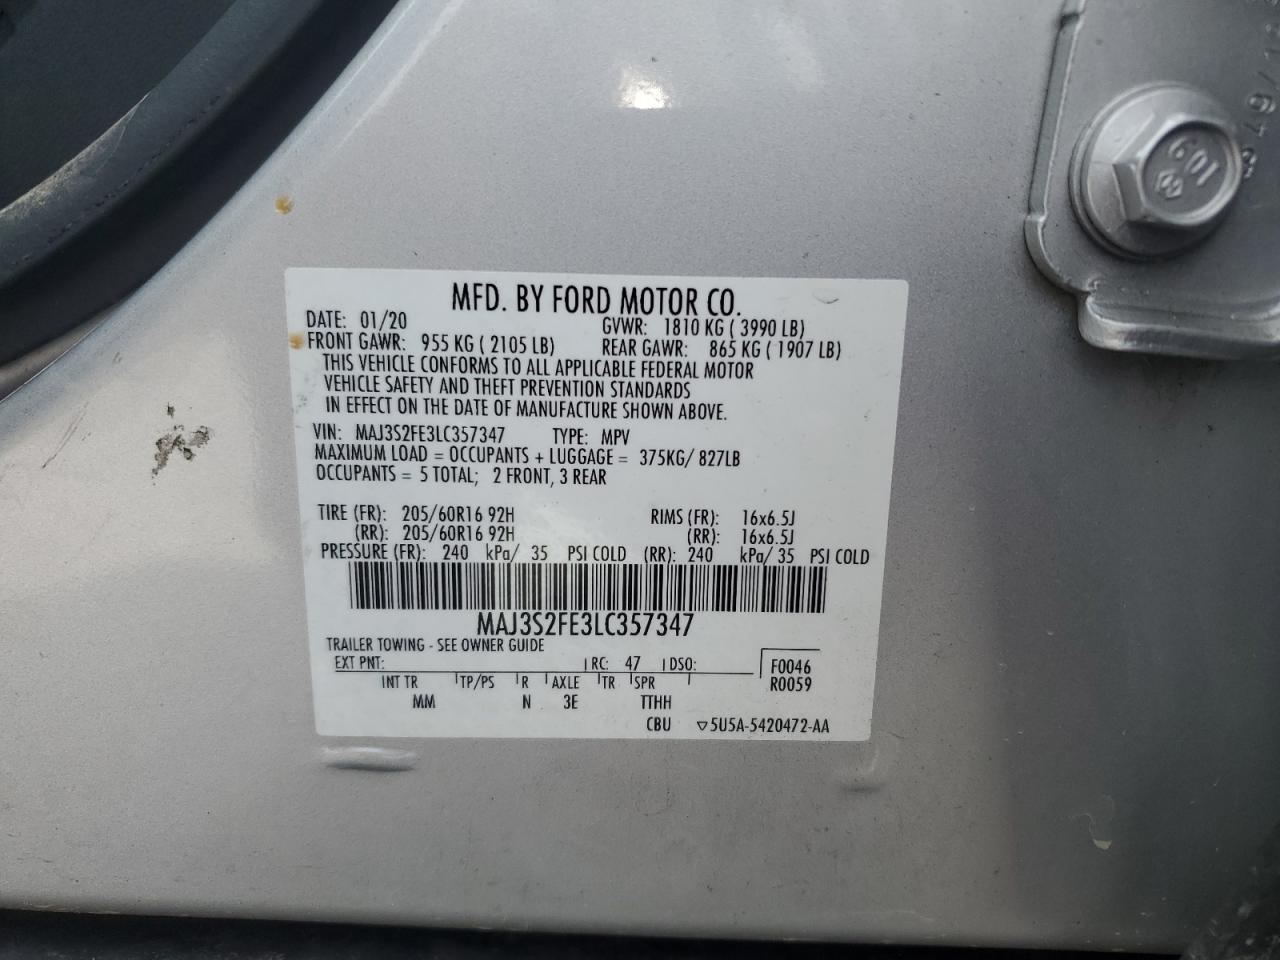 MFD. BY FORD MOTOR CO.
DATE: 01/20 GVWR: 1810 KG ( 3990 LB)
FRONT GAWR: 955 KG ( 2105 LB) REAR GAWR: 865 KG ( 1907 LB)
THIS VEHICLE CONFORMS TO ALL APPLICABLE FEDERAL MOTOR
VEHICLE SAFETY AND THEFT PREVENTION STANDARDS
IN EFFECT ON THE DATE OF MANUFACTURE SHOWN ABOVE.
VIN: MAJ3S2FE3LC357347 TYPE: MPV
MAXIMUM LOAD = OCCUPANTS + LUGGAGE = 375KG/ 827LB
OCCUPANTS = 5 TOTAL; 2 FRONT, 3 REAR
TIRE (FR): 205/60R16 92H RIMS (FR): 16x6.5J
(RR): 205/60R16 92H (RR): 16x6.5J
PRESSURE (FR): 240 kPa/ 35 PSI COLD (RR): 240 kPa/ 35 PSI COLD
MAJ3S2FE3LC357347
TRAILER TOWING - SEE OWNER GUIDE
EXT PNT: RC: 47 DSO: F0046
INT TR TP/PS R AXLE TR SPR R0059
MM N 3E TTHH
CBU ▽5U5A-5420472-AA
10.9